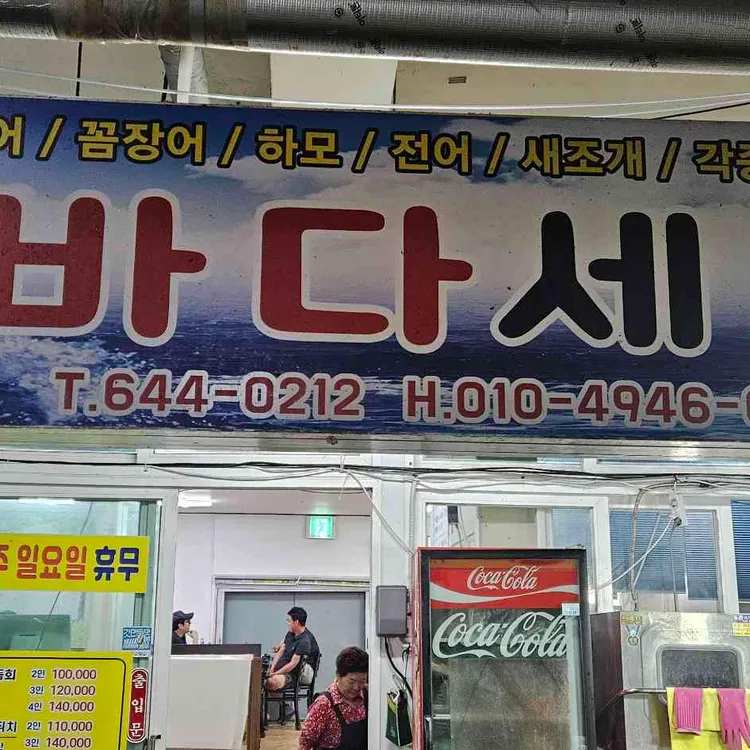 어 / 꼼장어 / 하모 / 전어 / 새조개 / 각종
바다세
T.644-0212 H.010-4946-
주 일요일 휴무
Coca-Cola
Coca-Cola
2인 100,000
3인 120,000
4인 140,000
2인 110,000
3인 140,000
출입문